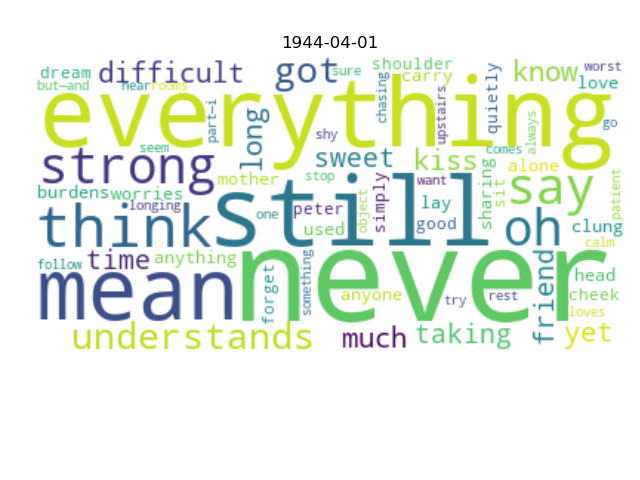 1944-04-01
dream
difficult
got
sure
shoulder
carry
know
worst
love
but—and
near
rooms
everything
chasing
upstairs
quietly
go
part—i
long
shy
always
strong
seem
sweet
kiss
comes
alone
mother
stop
simply
want
sharing
sit
say
patient
burdens
worries
longing
still
one
peter
object
lay
used
good
think
oh
clung
calm
follow
time
anything
forget
something
mean
never
anyone
try
rest
friend
head
cheek
loves
understands
much
taking
yet